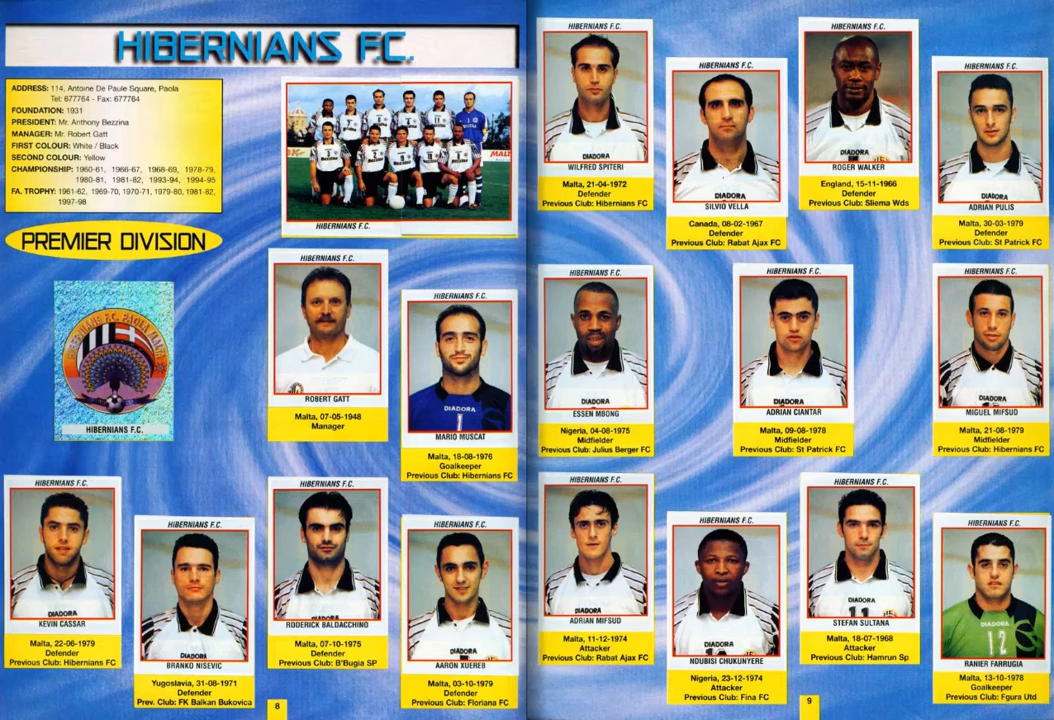 HIBERNIANS F.C.
ADDRESS: 114, Antoine De Paule Square, Paola
Tel: 677764 - Fax: 677764
FOUNDATION: 1931
PRESIDENT: Mr. Anthony Bezzina
MANAGER: Mr. Robert Gatt
FIRST COLOUR: White / Black
SECOND COLOUR: Yellow
CHAMPIONSHIP: 1960-61, 1966-67, 1968-69, 1978-79,
1980-81, 1981-82, 1993-94, 1994-95
FA. TROPHY: 1961-62, 1969-70, 1970-71, 1979-80, 1981-82,
1997-98
PREMIER DIVISION
HIBERNIANS F.C.
HIBERNIANS F.C. PAOLA MALTA
HIBERNIANS F.C.
HIBERNIANS F.C.
ROBERT GATT
Malta, 07-05-1948
Manager
HIBERNIANS F.C.
DIADORA
1
MARIO MUSCAT
Malta, 18-08-1976
Goalkeeper
Previous Club: Hibernians FC
HIBERNIANS F.C.
DIADORA
KEVIN CASSAR
Malta, 22-06-1979
Defender
Previous Club: Hibernians FC
HIBERNIANS F.C.
DIADORA
BRANKO NISEVIC
Yugoslavia, 31-08-1971
Defender
Prev. Club: FK Balkan Bukovica
HIBERNIANS F.C.
DIADORA
RODERICK BALDACCHINO
Malta, 07-10-1975
Defender
Previous Club: B'Bugia SP
HIBERNIANS F.C.
DIADORA
AARON XUEREB
Malta, 03-10-1979
Defender
Previous Club: Floriana FC
8
HIBERNIANS F.C.
DIADORA
WILFRED SPITERI
Malta, 21-04-1972
Defender
Previous Club: Hibernians FC
HIBERNIANS F.C.
DIADORA
SILVIO VELLA
Canada, 08-02-1967
Defender
Previous Club: Rabat Ajax FC
HIBERNIANS F.C.
DIADORA
ROGER WALKER
England, 15-11-1966
Defender
Previous Club: Sliema Wds
HIBERNIANS F.C.
DIADORA
ADRIAN PULIS
Malta, 30-03-1979
Defender
Previous Club: St Patrick FC
HIBERNIANS F.C.
DIADORA
ESSEN MBONG
Nigeria, 04-08-1975
Midfielder
Previous Club: Julius Berger FC
HIBERNIANS F.C.
DIADORA
ADRIAN CIANTAR
Malta, 09-08-1978
Midfielder
Previous Club: St Patrick FC
HIBERNIANS F.C.
DIADORA
MIGUEL MIFSUD
Malta, 21-08-1979
Midfielder
Previous Club: Hibernians FC
HIBERNIANS F.C.
DIADORA
ADRIAN MIFSUD
Malta, 11-12-1974
Attacker
Previous Club: Rabat Ajax FC
HIBERNIANS F.C.
DIADORA
NDUBISI CHUKUNYERE
Nigeria, 23-12-1974
Attacker
Previous Club: Fina FC
HIBERNIANS F.C.
DIADORA
11
STEFAN SULTANA
Malta, 18-07-1968
Attacker
Previous Club: Hamrun Sp
HIBERNIANS F.C.
DIADORA
12
RANIER FARRUGIA
Malta, 13-10-1978
Goalkeeper
Previous Club: Fgura Utd
9